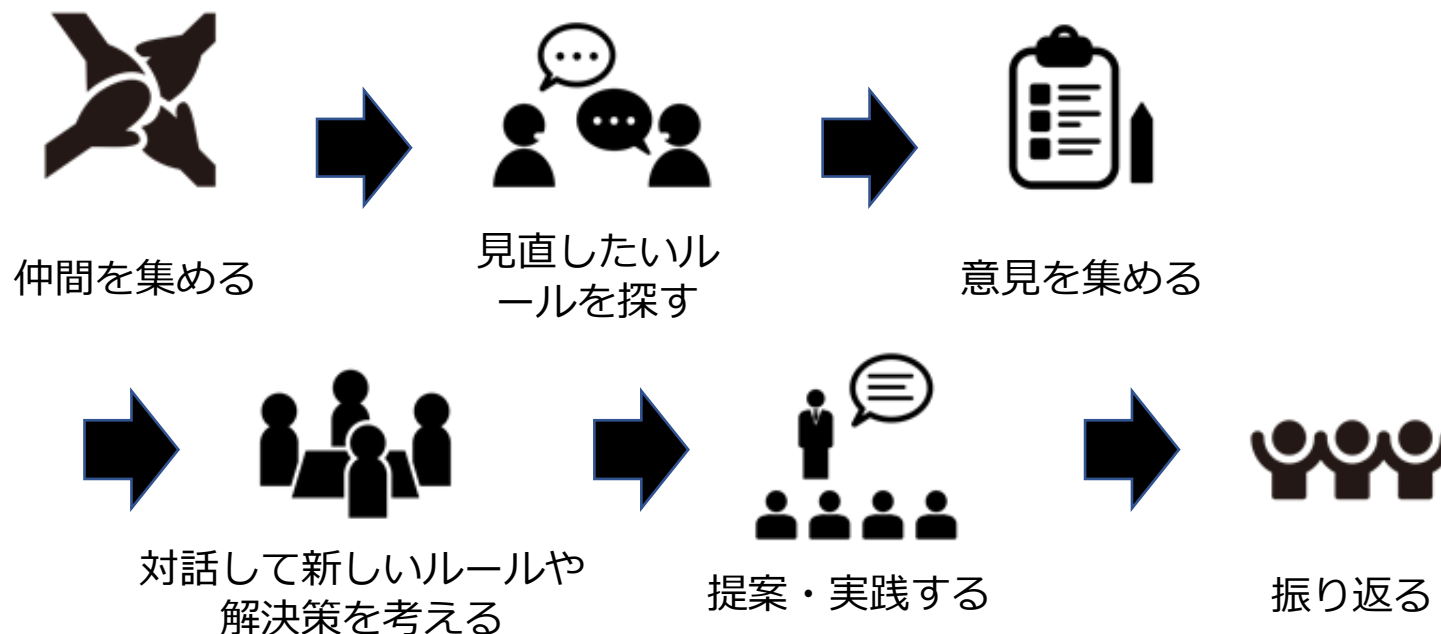 仲間を集める
見直したいル
ールを探す
意見を集める
対話して新しいルールや
解決策を考える
提案・実践する
振り返る